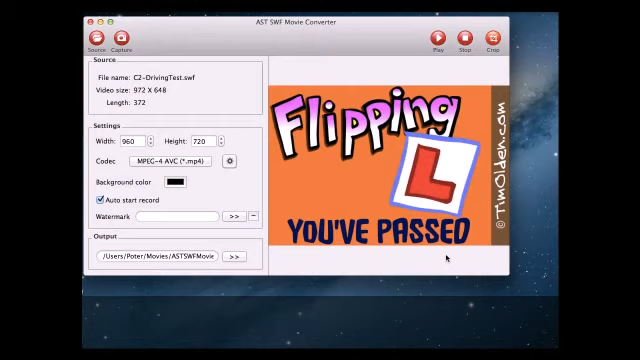 AST SWF Movie Converter
Source
Capture
Play
Stop
Crop
Source
File name: C2-DrivingTest.swf
Video size: 972 X 648
Length: 372
Settings
Width: 960
Height: 720
Codec
MPEG-4 AVC (*.mp4)
Background color
Auto start record
Watermark
>>
−
Output
/Users/Poter/Movies/ASTSWFMovie
>>
Flipping
L
YOU'VE PASSED
©TimOlden.com